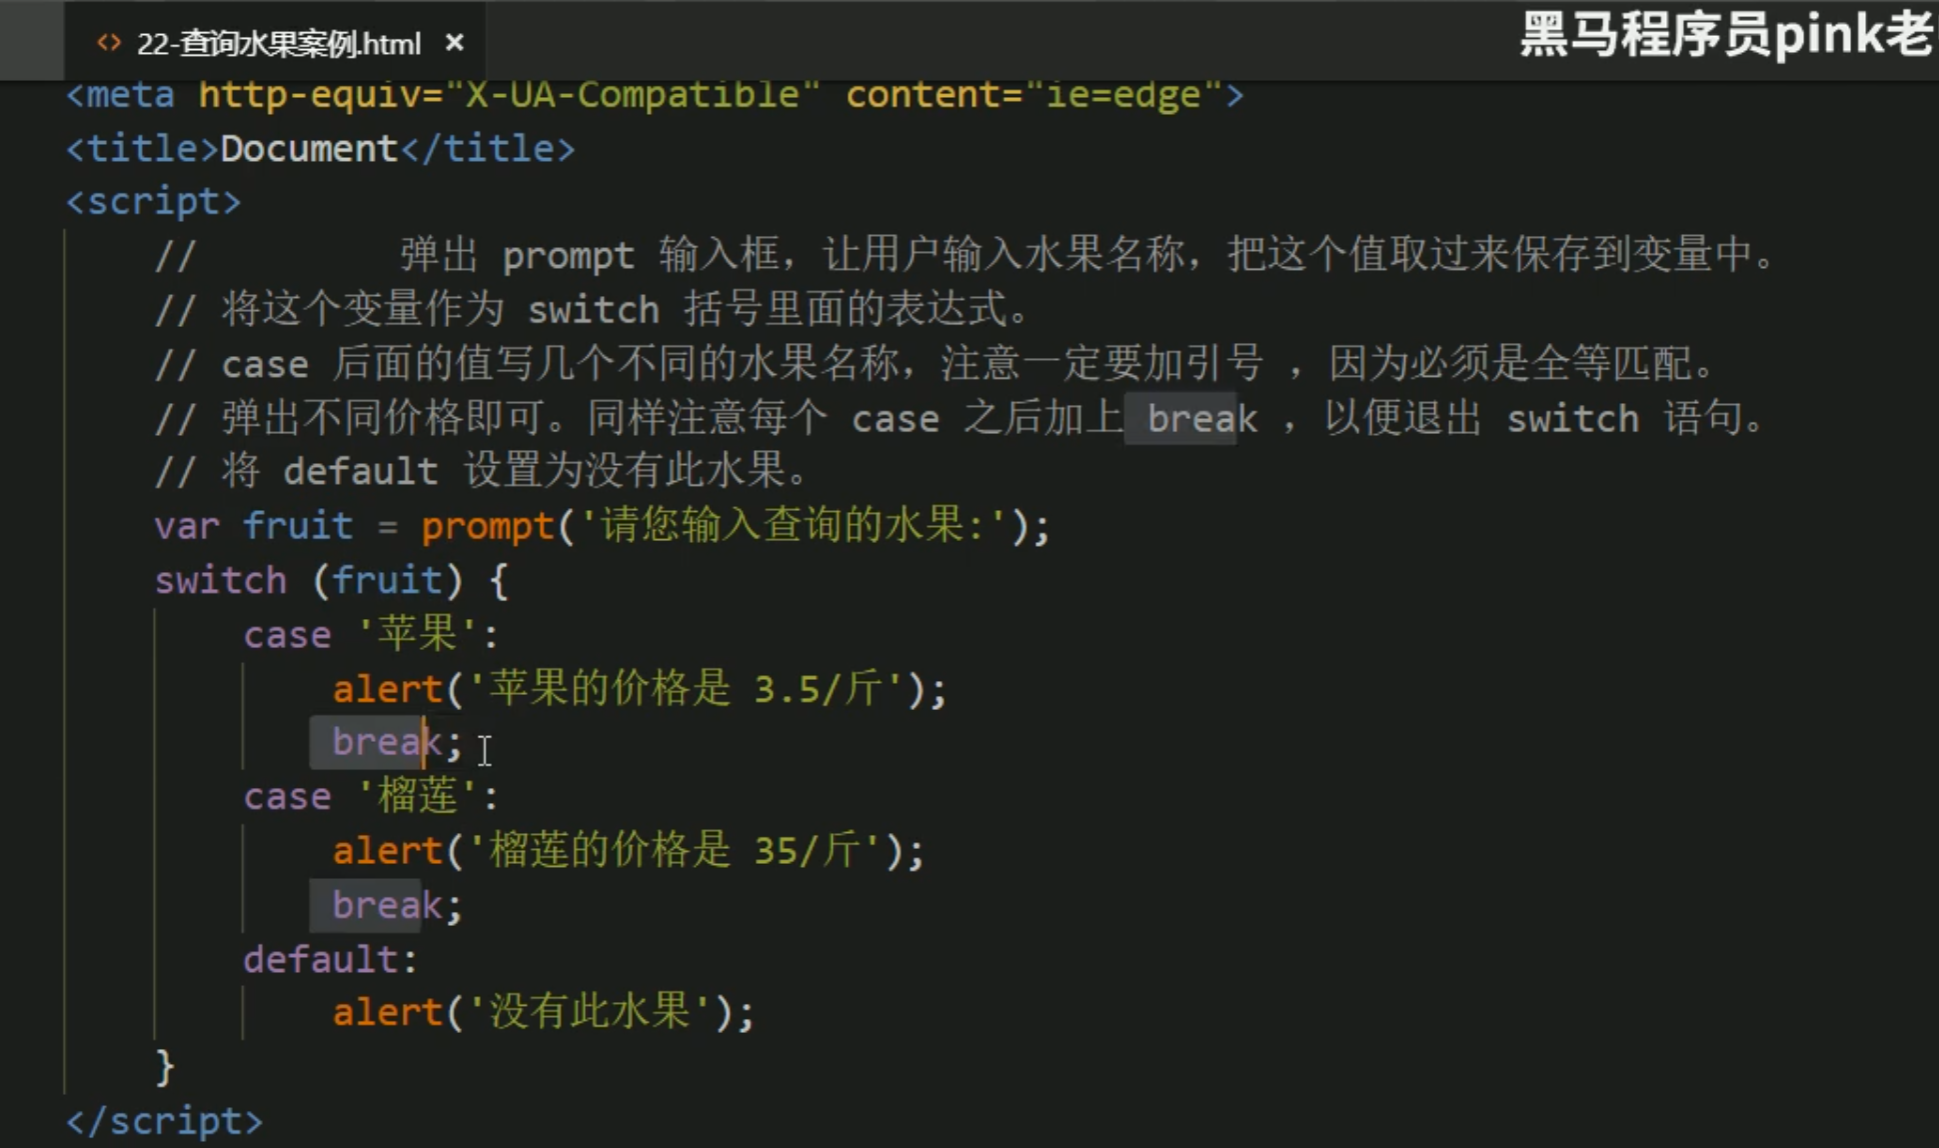 22-查询水果案例.html ×
黑马程序员pink老
<meta http-equiv="X-UA-Compatible" content="ie=edge">
<title>Document</title>
<script>
// 弹出 prompt 输入框，让用户输入水果名称，把这个值取过来保存到变量中。
// 将这个变量作为 switch 括号里面的表达式。
// case 后面的值写几个不同的水果名称，注意一定要加引号 ，因为必须是全等匹配。
// 弹出不同价格即可。同样注意每个 case 之后加上 break ，以便退出 switch 语句。
// 将 default 设置为没有此水果。
var fruit = prompt('请您输入查询的水果:');
switch (fruit) {
case '苹果':
alert('苹果的价格是 3.5/斤');
break;
case '榴莲':
alert('榴莲的价格是 35/斤');
break;
default:
alert('没有此水果');
}
</script>